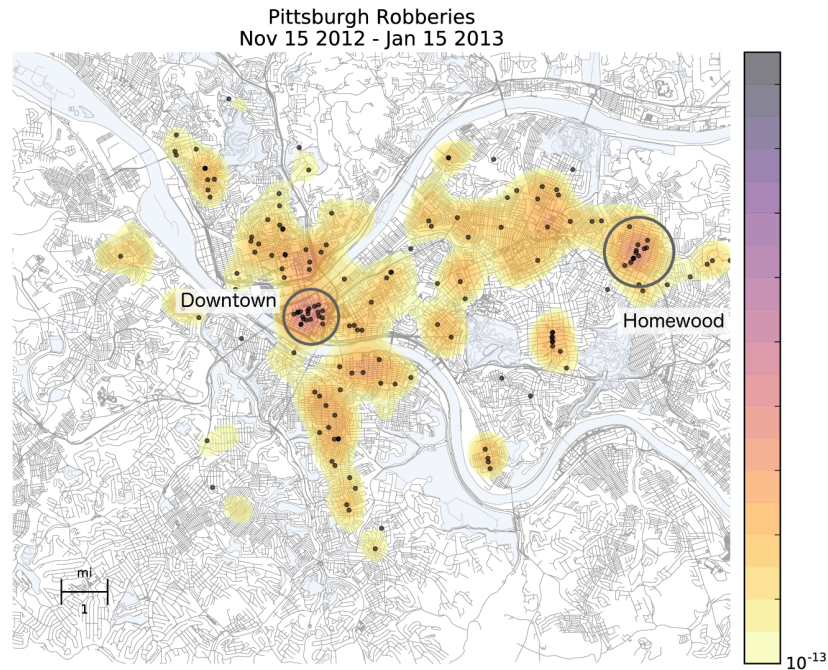 Pittsburgh Robberies
Nov 15 2012 - Jan 15 2013
Downtown
Homewood
mi
1
10⁻¹³